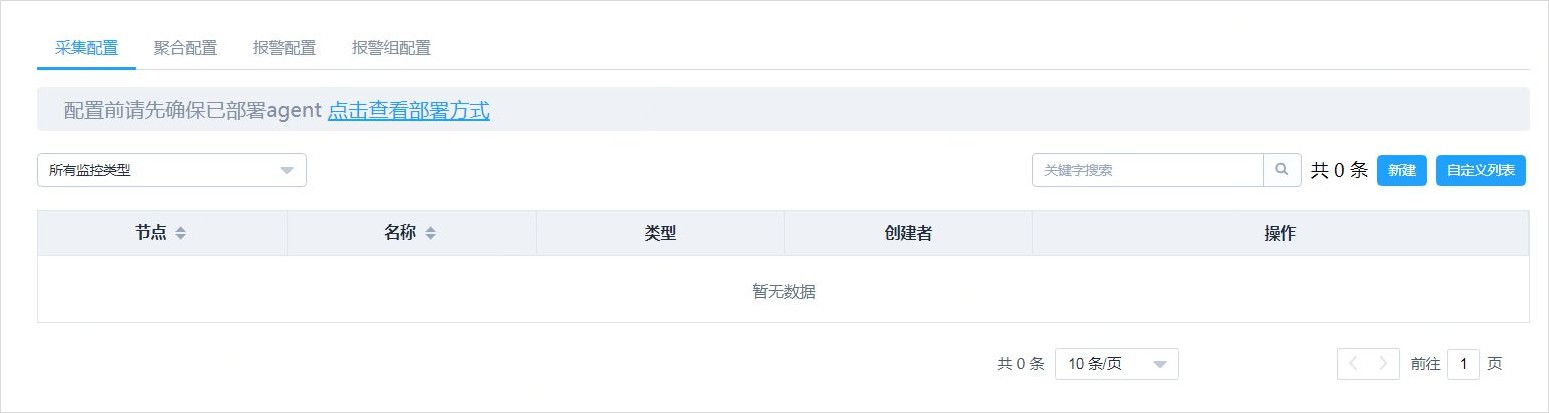 采集配置 聚合配置 报警配置 报警组配置
配置前请先确保已部署agent 点击查看部署方式
所有监控类型 关键字搜索 共 0 条 新建 自定义列表
节点 名称 类型 创建者 操作
暂无数据
共 0 条 10 条/页 前往 1 页